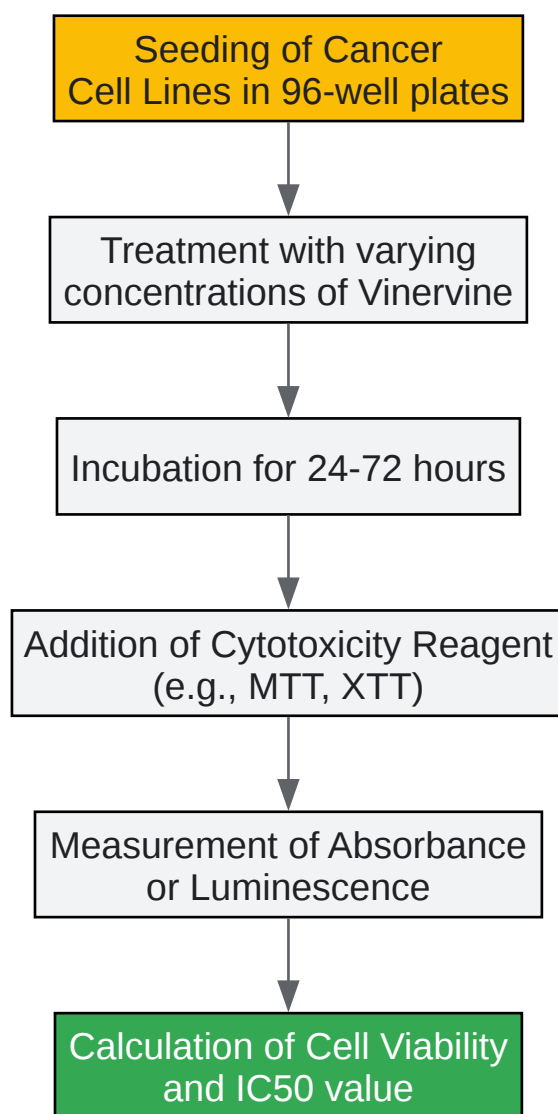 Seeding of Cancer
Cell Lines in 96-well plates
Treatment with varying
concentrations of Vinervine
Incubation for 24-72 hours
Addition of Cytotoxicity Reagent
(e.g., MTT, XTT)
Measurement of Absorbance
or Luminescence
Calculation of Cell Viability
and IC50 value